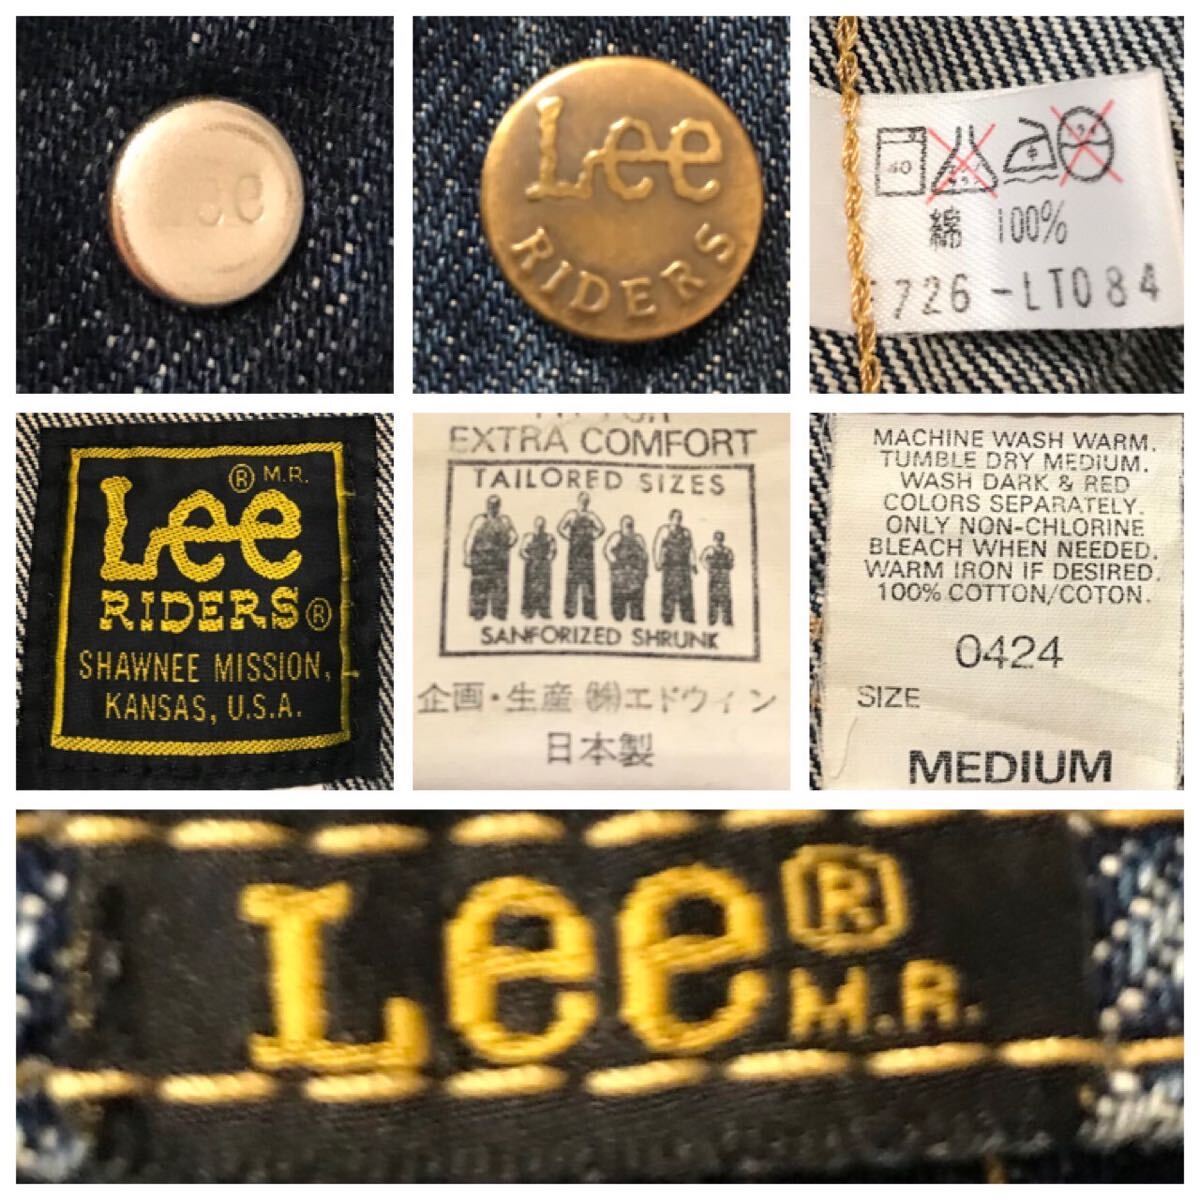 ee
Lee
RIDERS
40
綿 100%
726-LT084
Lee ® M.R.
RIDERS ®
SHAWNEE MISSION,
KANSAS, U.S.A.
EXTRA COMFORT
TAILORED SIZES
SANFORIZED SHRUNK
企画・生産 ㈱エドウィン
日本製
MACHINE WASH WARM.
TUMBLE DRY MEDIUM.
WASH DARK & RED
COLORS SEPARATELY.
ONLY NON-CHLORINE
BLEACH WHEN NEEDED.
WARM IRON IF DESIRED.
100% COTTON/COTON.
0424
SIZE
MEDIUM
Lee ® M.R.